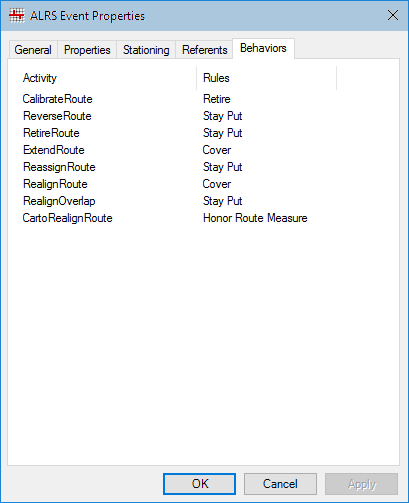 ALRS Event Properties
General Properties Stationing Referents Behaviors
Activity Rules
CalibrateRoute Retire
ReverseRoute Stay Put
RetireRoute Stay Put
ExtendRoute Cover
ReassignRoute Stay Put
RealignRoute Cover
RealignOverlap Stay Put
CartoRealignRoute Honor Route Measure
OK Cancel Apply